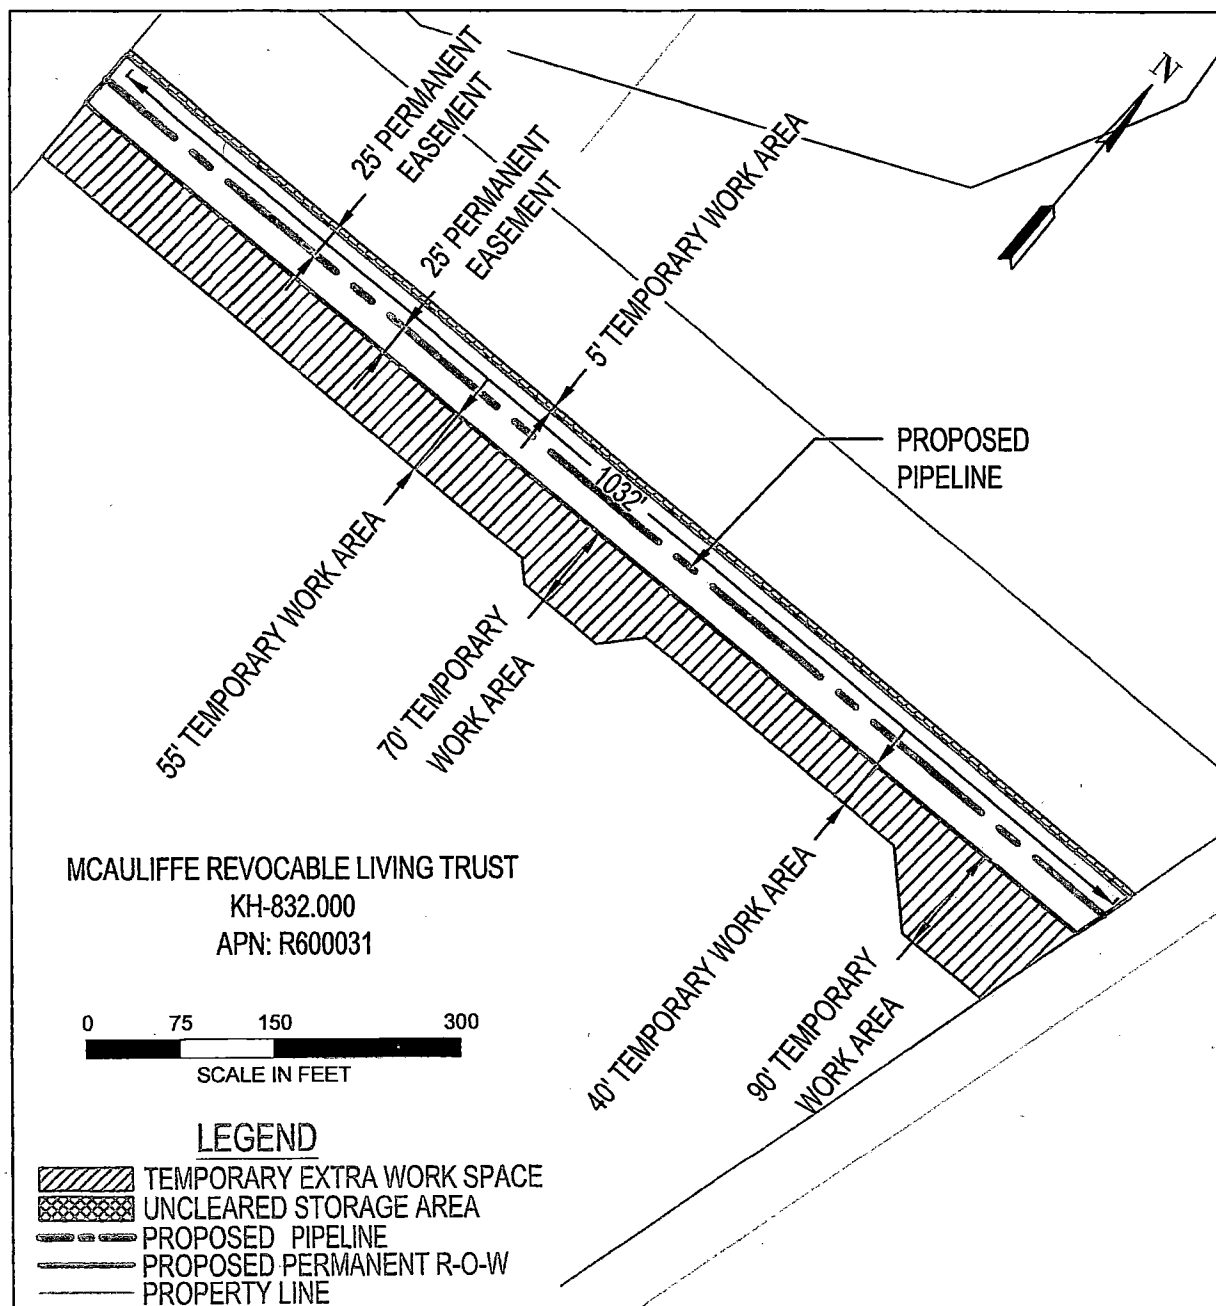 25' PERMANENT
EASEMENT
25' PERMANENT
EASEMENT
5' TEMPORARY WORK AREA
N
PROPOSED
PIPELINE
1032'
55' TEMPORARY WORK AREA
70' TEMPORARY
WORK AREA
40' TEMPORARY WORK AREA
90' TEMPORARY
WORK AREA
MCAULIFFE REVOCABLE LIVING TRUST
KH-832.000
APN: R600031
0 75 150 300
SCALE IN FEET
LEGEND
TEMPORARY EXTRA WORK SPACE
UNCLEARED STORAGE AREA
PROPOSED PIPELINE
PROPOSED PERMANENT R-O-W
PROPERTY LINE